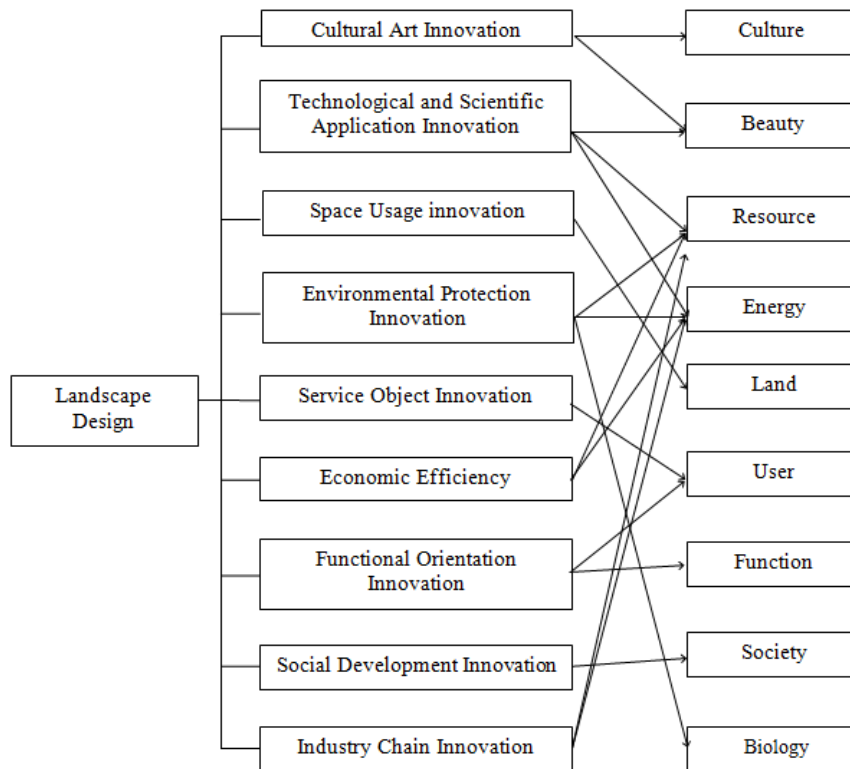 Cultural Art Innovation
Culture
Technological and Scientific
Application Innovation
Beauty
Space Usage innovation
Resource
Environmental Protection
Innovation
Energy
Landscape
Design
Service Object Innovation
Land
Economic Efficiency
User
Functional Orientation
Innovation
Function
Social Development Innovation
Society
Industry Chain Innovation
Biology